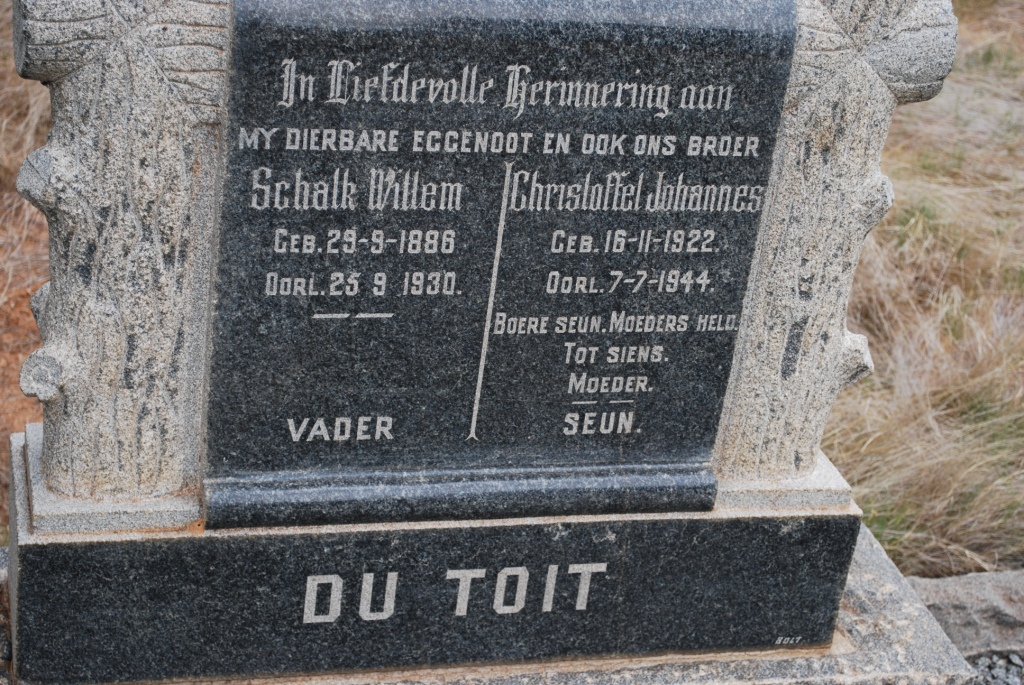 In Liefdevolle Herinnering aan
MY DIERBARE EGGENOOT EN OOK ONS BROER
Schalk Willem
GEB. 29-9-1886
OORL. 25 9 1930.
VADER
Christoffel Johannes
GEB. 16-11-1922.
OORL. 7-7-1944.
BOERE SEUN. MOEDERS HELD.
TOT SIENS.
MOEDER.
SEUN.
DU TOIT